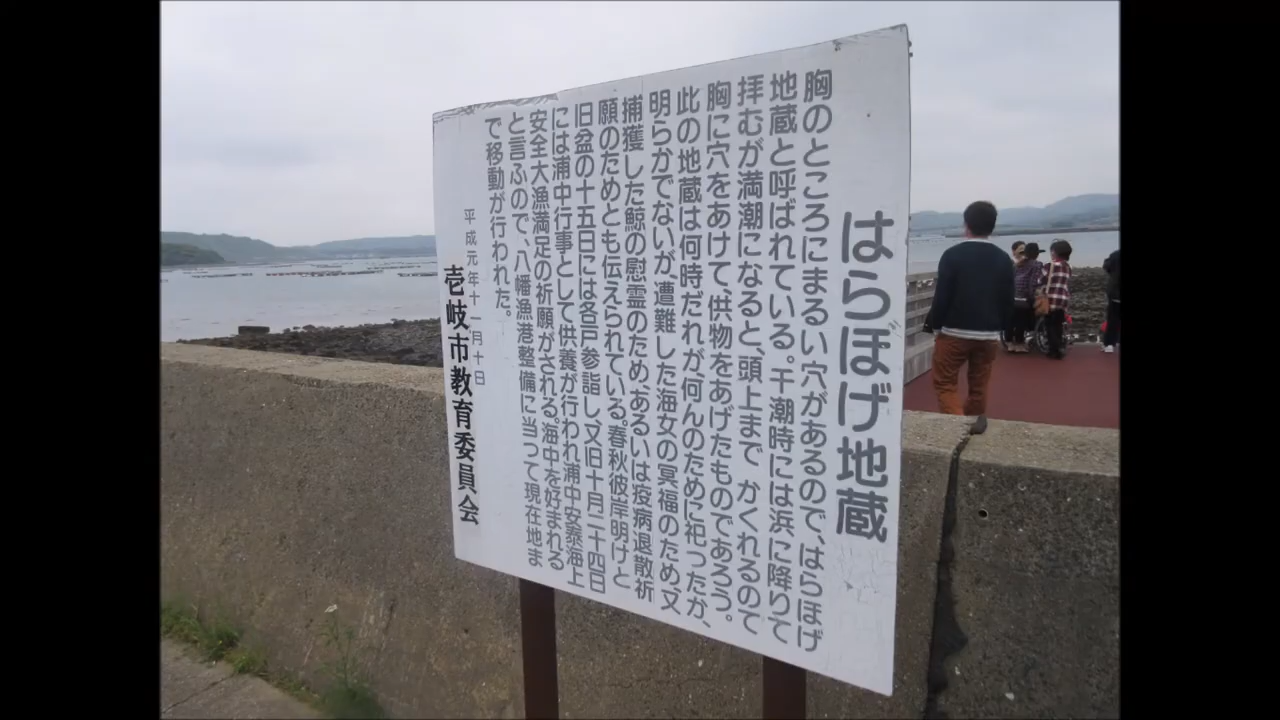 はらぼげ地蔵
胸のところにまるい穴があるので、はらほげ
地蔵と呼ばれている。干潮時には浜に降りて
拝むが満潮になると、頭上まで かくれるので
胸に穴をあけて、供物をあげたものであろう。
此の地蔵は何時だれが、何んのために祀ったか、
明らかでないが、遭難した海女の冥福のため、又
捕獲した鯨の慰霊のため、あるいは疫病退散祈
願のためとも伝えられている。春秋彼岸明けと
旧盆の十五日には各戸参詣し、又旧十月二十四日
には浦中行事として供養が行われ浦中安泰海上
安全大漁満足の祈願がされる。海中を好まれる
と言ふので、八幡漁港整備に当つて現在地ま
で移動が行われた。
平成元年十一月十日
壱岐市教育委員会